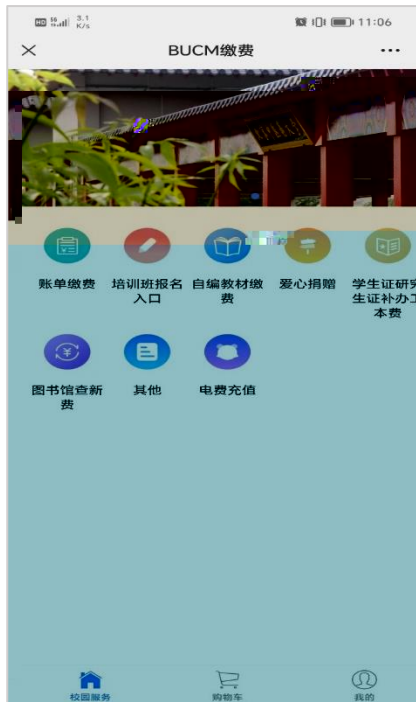 HD 3.1
K/s 11:06
BUCM缴费
账单缴费 培训班报名 自编教材缴 爱心捐赠 学生证研究
入口 费 生证补办工
本费
图书馆查新 其他 电费充值
费
校园服务 购物车 我的